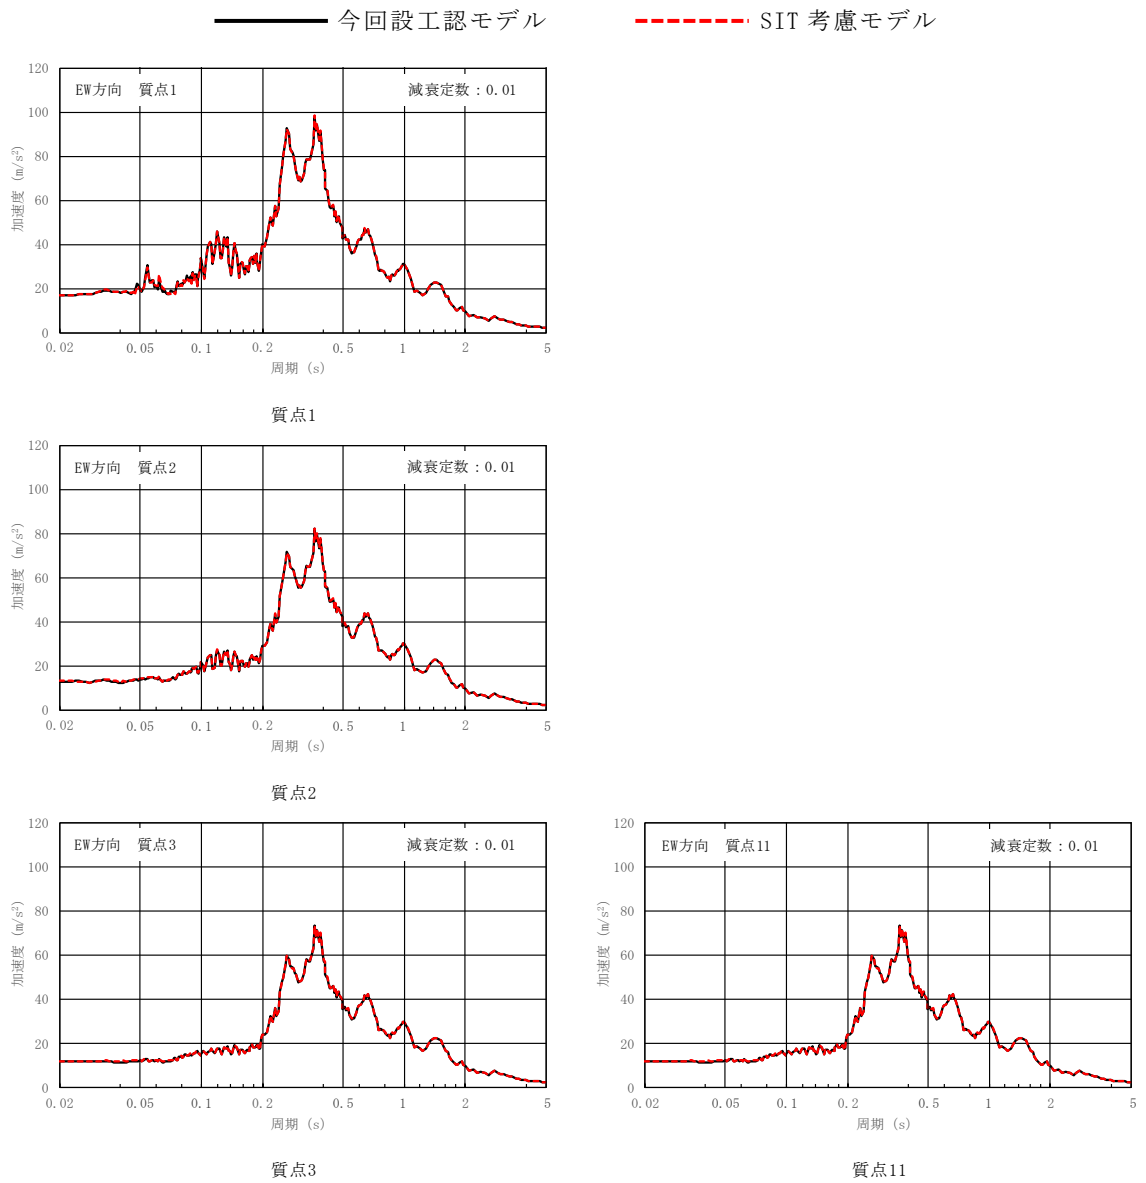 今回設工認モデル SIT 考慮モデル
EW方向 質点1 減衰定数:0.01
加速度 (m/s²)
120
100
80
60
40
20
0
0.02 0.05 0.1 0.2 0.5 1 2 5
周期 (s)
質点1
EW方向 質点2 減衰定数:0.01
加速度 (m/s²)
120
100
80
60
40
20
0
0.02 0.05 0.1 0.2 0.5 1 2 5
周期 (s)
質点2
EW方向 質点3 減衰定数:0.01
加速度 (m/s²)
120
100
80
60
40
20
0
0.02 0.05 0.1 0.2 0.5 1 2 5
周期 (s)
質点3
EW方向 質点11 減衰定数:0.01
加速度 (m/s²)
120
100
80
60
40
20
0
0.02 0.05 0.1 0.2 0.5 1 2 5
周期 (s)
質点11